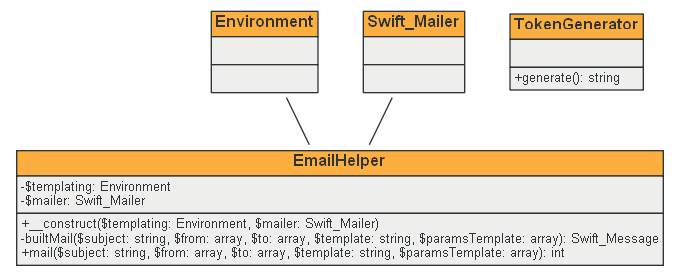 Environment
Swift_Mailer
TokenGenerator
+generate(): string
EmailHelper
-$templating: Environment
-$mailer: Swift_Mailer
+__construct($templating: Environment, $mailer: Swift_Mailer)
-builtMail($subject: string, $from: array, $to: array, $template: string, $paramsTemplate: array): Swift_Message
+mail($subject: string, $from: array, $to: array, $template: string, $paramsTemplate: array): int